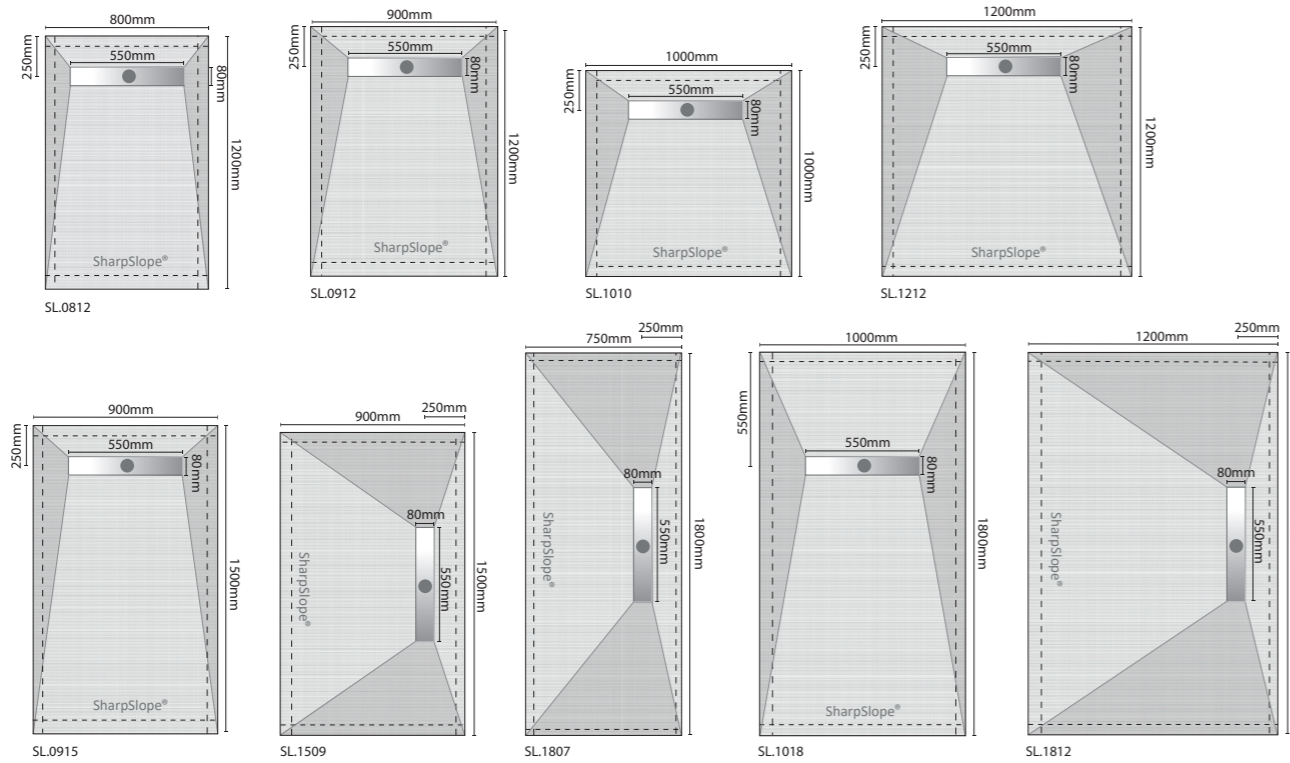 800mm
250mm
550mm
80mm
1200mm
SharpSlope®
SL.0812
900mm
250mm
550mm
80mm
1200mm
SharpSlope®
SL.0912
1000mm
250mm
550mm
80mm
1000mm
SharpSlope®
SL.1010
1200mm
250mm
550mm
80mm
1200mm
SharpSlope®
SL.1212
900mm
250mm
550mm
80mm
1500mm
SharpSlope®
SL.0915
250mm
900mm
80mm
550mm
1500mm
SharpSlope®
SL.1509
250mm
750mm
80mm
550mm
1800mm
SharpSlope®
SL.1807
1000mm
550mm
550mm
80mm
1800mm
SharpSlope®
SL.1018
250mm
1200mm
80mm
550mm
SharpSlope®
SL.1812